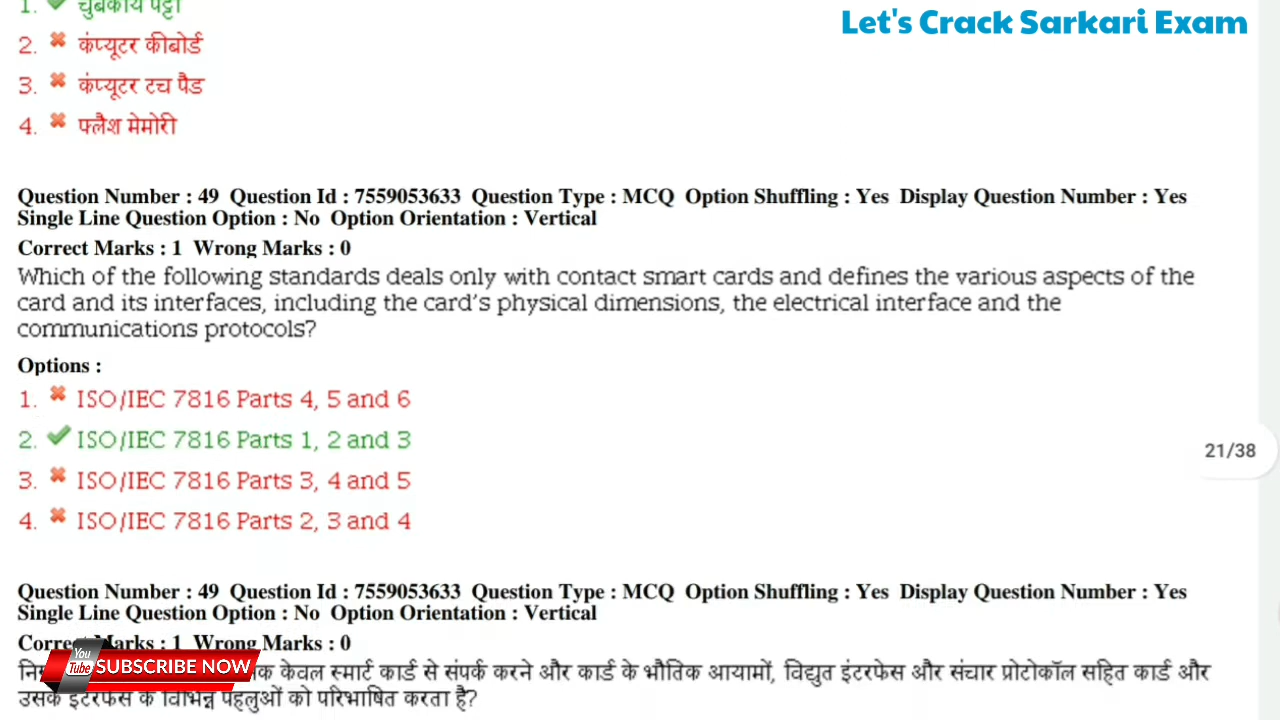 Let's Crack Sarkari Exam
1. चुंबकीय पट्टी
2. कंप्यूटर कीबोर्ड
3. कंप्यूटर टच पैड
4. फ्लैश मेमोरी
Question Number : 49 Question Id : 7559053633 Question Type : MCQ Option Shuffling : Yes Display Question Number : Yes
Single Line Question Option : No Option Orientation : Vertical
Correct Marks : 1 Wrong Marks : 0
Which of the following standards deals only with contact smart cards and defines the various aspects of the
card and its interfaces, including the card's physical dimensions, the electrical interface and the
communications protocols?
Options :
1. ISO/IEC 7816 Parts 4, 5 and 6
2. ISO/IEC 7816 Parts 1, 2 and 3
21/38
3. ISO/IEC 7816 Parts 3, 4 and 5
4. ISO/IEC 7816 Parts 2, 3 and 4
Question Number : 49 Question Id : 7559053633 Question Type : MCQ Option Shuffling : Yes Display Question Number : Yes
Single Line Question Option : No Option Orientation : Vertical
Correct Marks : 1 Wrong Marks : 0
You Tube SUBSCRIBE NOW
केवल स्मार्ट कार्ड से संपर्क करने और कार्ड के भौतिक आयामों, विद्युत इंटरफेस और संचार प्रोटोकॉल सहित कार्ड और
उसके इंटरफेस के विभिन्न पहलुओं को परिभाषित करता है?